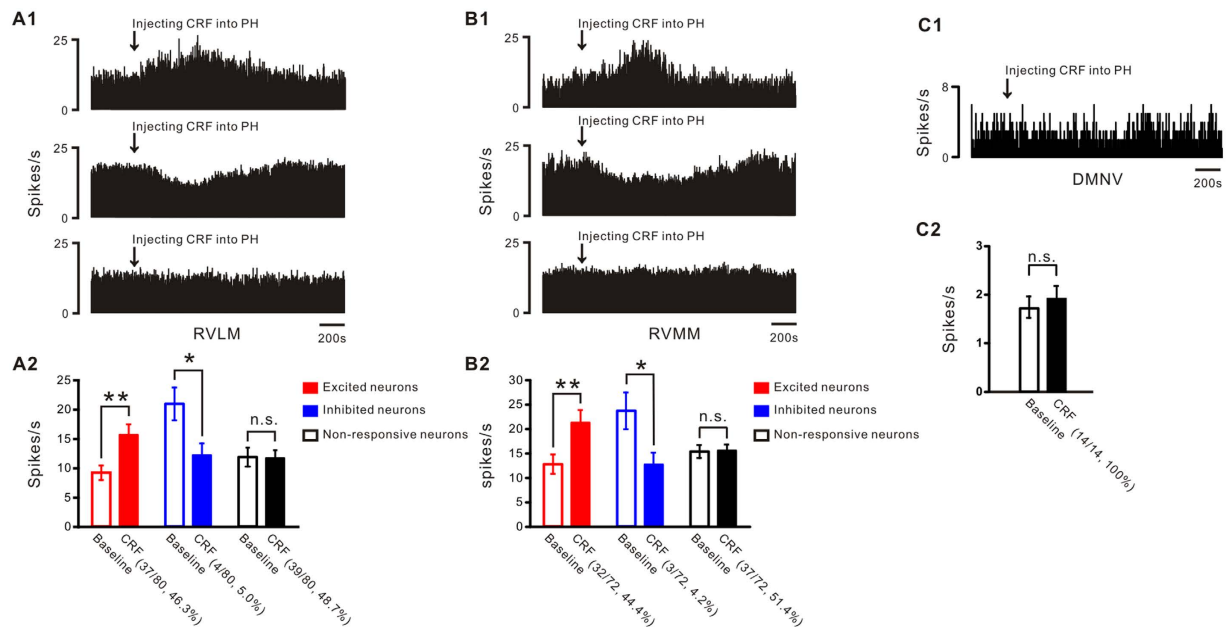 A1
Injecting CRF into PH
25
0
Injecting CRF into PH
25
0
Injecting CRF into PH
25
0
Spikes/s
RVLM
200s
B1
Injecting CRF into PH
25
0
Injecting CRF into PH
25
0
Injecting CRF into PH
25
0
Spikes/s
RVMM
200s
C1
Injecting CRF into PH
8
0
Spikes/s
DMNV
200s
A2
25
20
15
10
5
0
Spikes/s
**
*
n.s.
Excited neurons
Inhibited neurons
Non-responsive neurons
Baseline
CRF (37/80, 46.3%)
Baseline
CRF (4/80, 5.0%)
Baseline
CRF (39/80, 48.7%)
B2
30
25
20
15
10
5
0
spikes/s
**
*
n.s.
Excited neurons
Inhibited neurons
Non-responsive neurons
Baseline
CRF (32/72, 44.4%)
Baseline
CRF (3/72, 4.2%)
Baseline
CRF (37/72, 51.4%)
C2
3
2
1
0
Spikes/s
n.s.
Baseline
CRF (14/14, 100%)